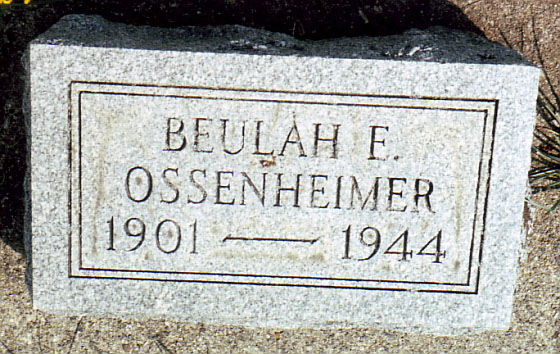 BEULAH E.
OSSENHEIMER
1901 — 1944